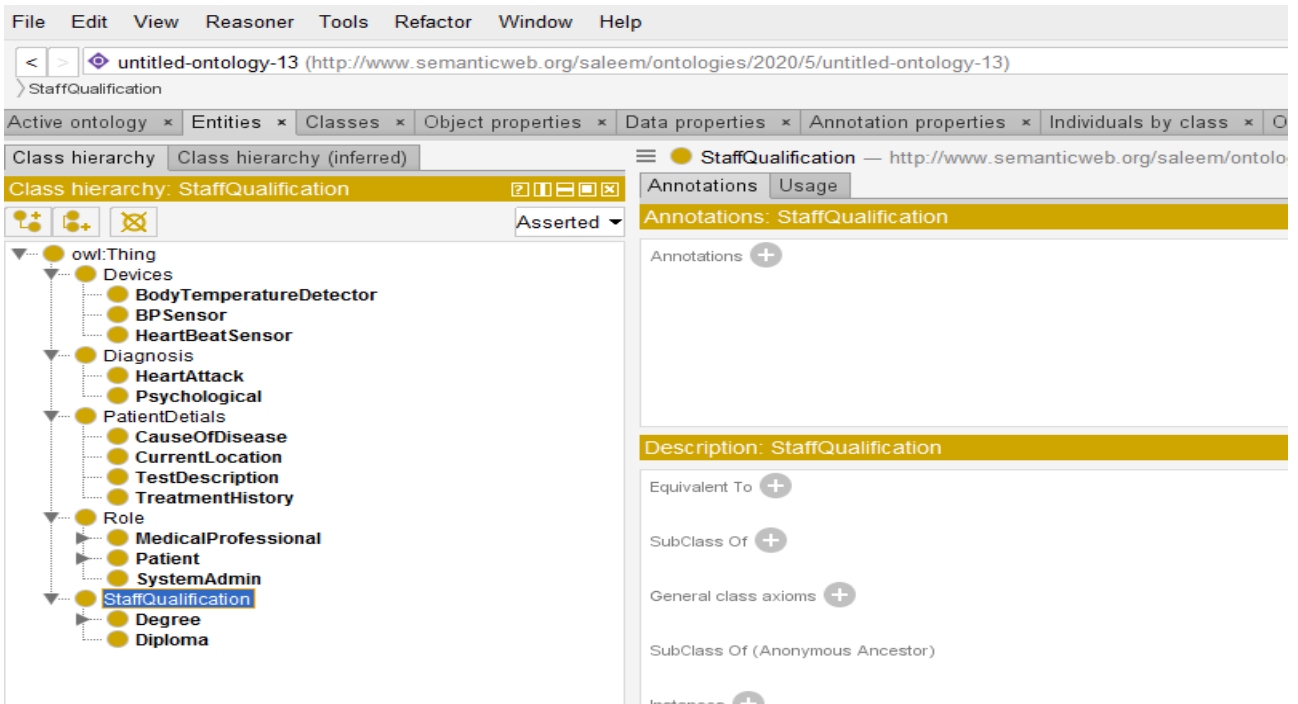 File Edit View Reasoner Tools Refactor Window Help
< > untitled-ontology-13 (http://www.semanticweb.org/saleem/ontologies/2020/5/untitled-ontology-13)
StaffQualification
Active ontology × Entities × Classes × Object properties × Data properties × Annotation properties × Individuals by class × O
Class hierarchy Class hierarchy (inferred)
Class hierarchy: StaffQualification
Asserted
owl:Thing
Devices
BodyTemperatureDetector
BPSensor
HeartBeatSensor
Diagnosis
HeartAttack
Psychological
PatientDetials
CauseOfDisease
CurrentLocation
TestDescription
TreatmentHistory
Role
MedicalProfessional
Patient
SystemAdmin
StaffQualification
Degree
Diploma
StaffQualification — http://www.semanticweb.org/saleem/ontolo
Annotations Usage
Annotations: StaffQualification
Annotations
Description: StaffQualification
Equivalent To
SubClass Of
General class axioms
SubClass Of (Anonymous Ancestor)
Instances